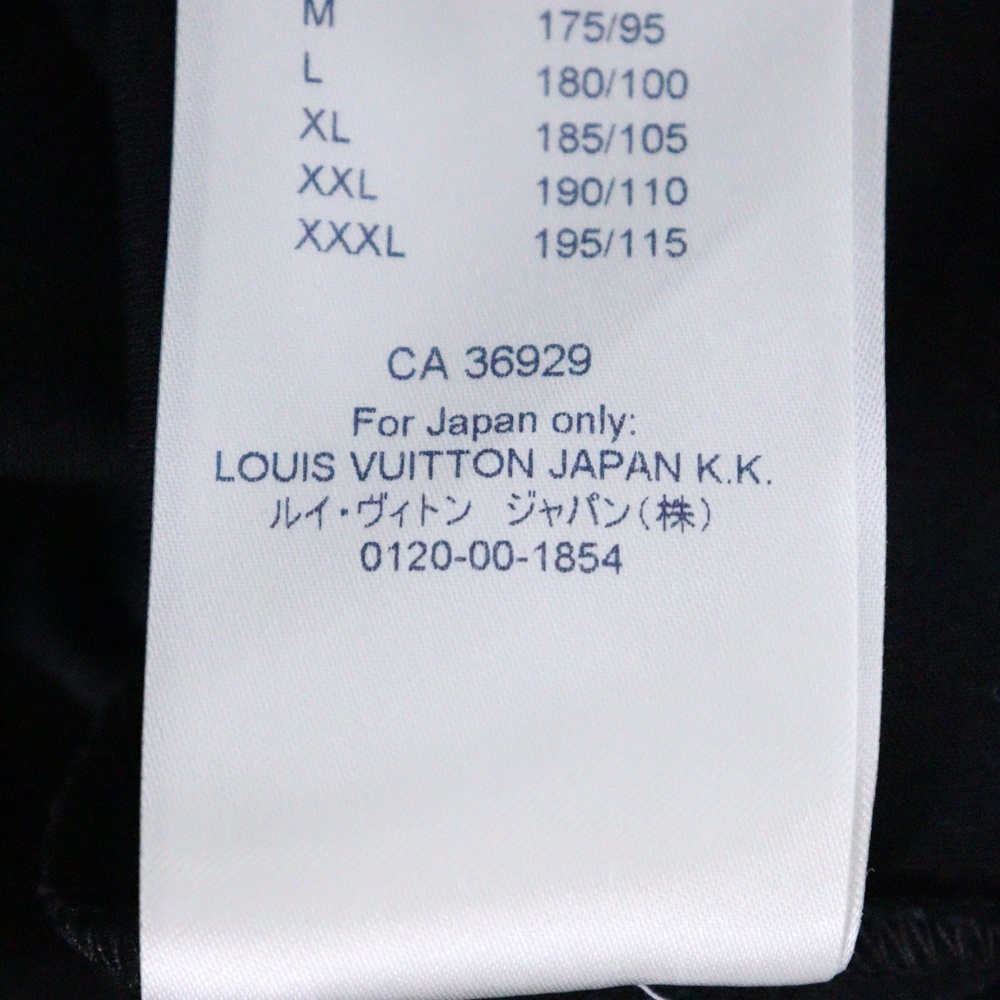 M 175/95
L 180/100
XL 185/105
XXL 190/110
XXXL 195/115
CA 36929
For Japan only:
LOUIS VUITTON JAPAN K.K.
ルイ・ヴィトン ジャパン(株)
0120-00-1854